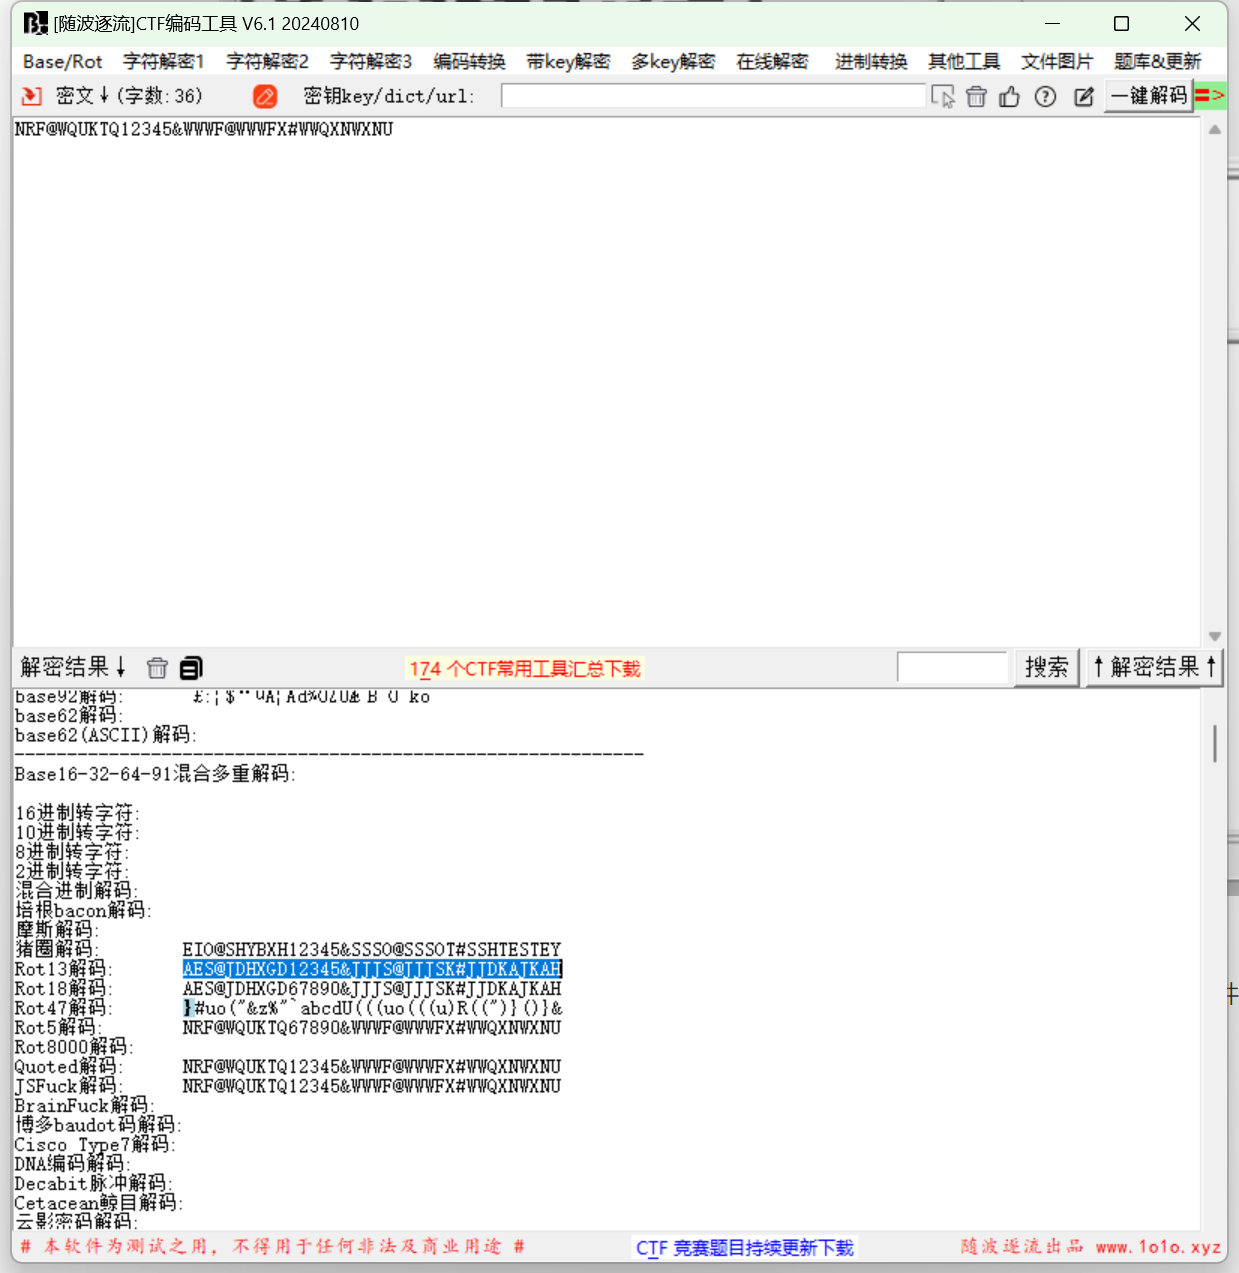 [随波逐流]CTF编码工具 V6.1 20240810
Base/Rot 字符解密1 字符解密2 字符解密3 编码转换 带key解密 多key解密 在线解密 进制转换 其他工具 文件图片 题库&更新
密文↓(字数:36) 密钥key/dict/url: 一键解码 =>
NRF@WQUKTQ12345&WWWF@WWWFX#WWQXNWXNU
解密结果↓ 174 个CTF常用工具汇总下载 搜索 ↑解密结果↑
base92解码:
base62解码:
base62(ASCII)解码:
------------------------------------------------------------
Base16-32-64-91混合多重解码:
16进制转字符:
10进制转字符:
8进制转字符:
2进制转字符:
混合进制解码:
培根bacon解码:
摩斯解码:
猪圈解码: EIO@SHYBXH12345&SSSO@SSSOT#SSHTESTEY
Rot13解码: AES@JDHXGD12345&JJJS@JJJSK#JJDKAJKAH
Rot18解码: AES@JDHXGD67890&JJJS@JJJSK#JJDKAJKAH
Rot47解码: }#uo("&z%"`abcdU(((uo(((u)R((")}()}&
Rot5解码: NRF@WQUKTQ67890&WWWF@WWWFX#WWQXNWXNU
Rot8000解码:
Quoted解码: NRF@WQUKTQ12345&WWWF@WWWFX#WWQXNWXNU
JSFuck解码: NRF@WQUKTQ12345&WWWF@WWWFX#WWQXNWXNU
BrainFuck解码:
博多baudot码解码:
Cisco Type7解码:
DNA编码解码:
Decabit脉冲解码:
Cetacean鲸目解码:
云影密码解码:
# 本软件为测试之用, 不得用于任何非法及商业用途 # CTF 竞赛题目持续更新下载 随波逐流出品 www.1o1o.xyz